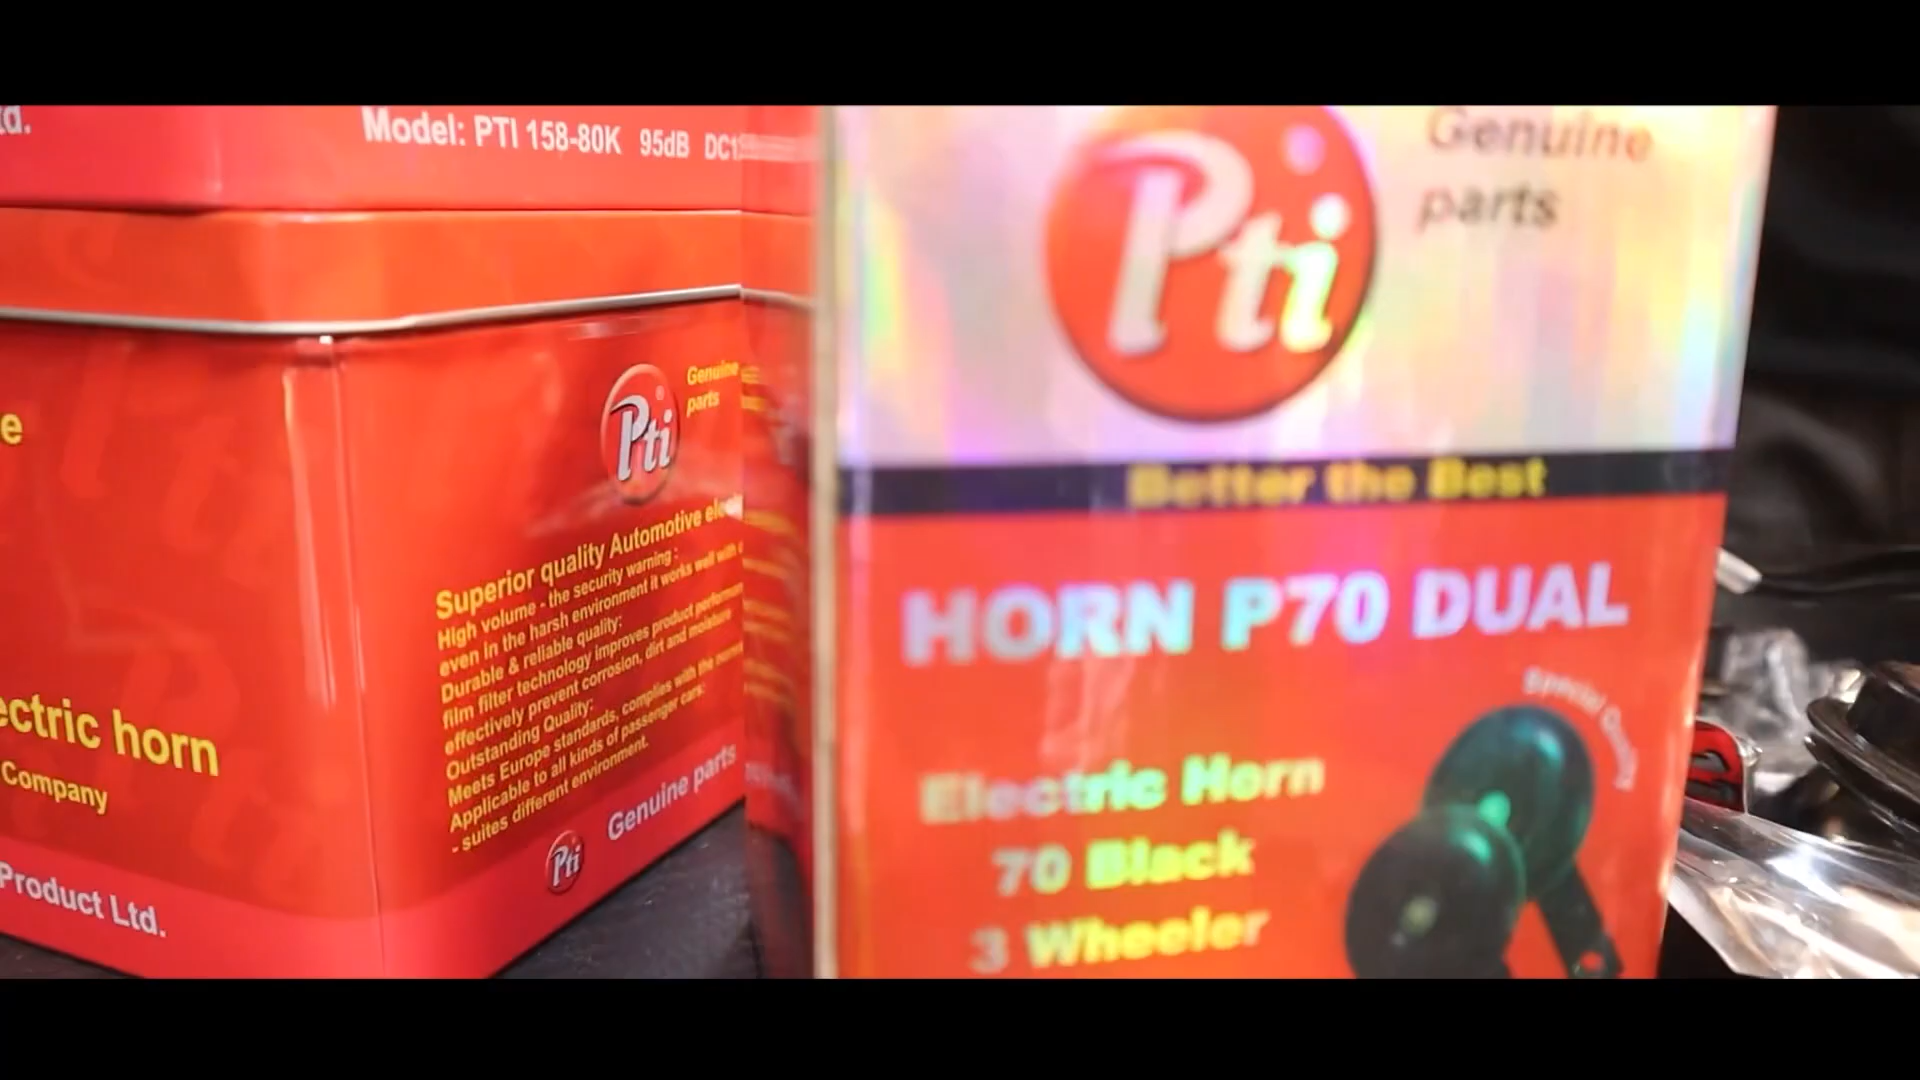 td.
Model: PTI 158-80K 95dB
e
ectric horn
Company
Product Ltd.
Pti
Genuine
parts
Superior quality Automotive
High volume - the security warning :
even in the harsh environment it works well with
Durable & reliable quality:
film filter technology improves product
effectively prevent corrosion, dirt and moisture
Outstanding Quality:
Meets Europe standards, complies with the
Applicable to all kinds of passenger cars:
- suites different environment.
Pti
Genuine parts
Pti
Genuine
parts
Better the Best
HORN P70 DUAL
Special Quality
Electric Horn
70 Black
3 Wheeler